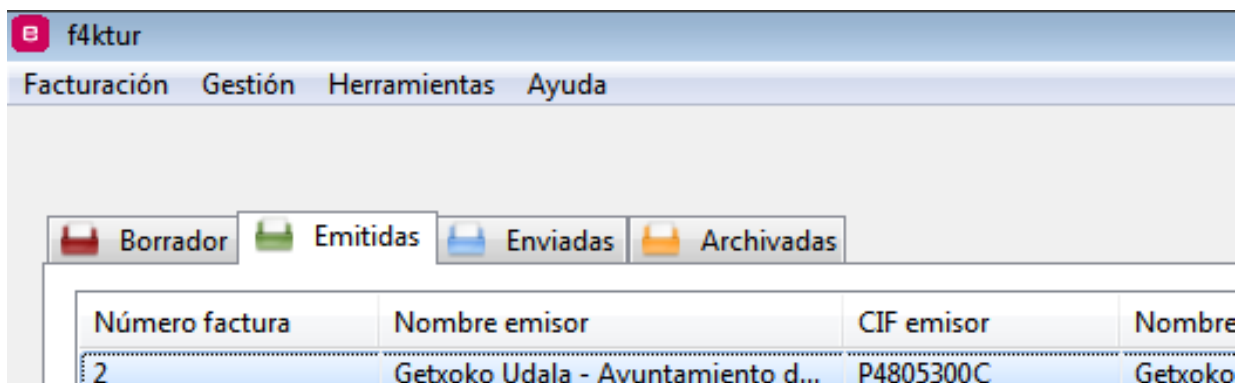 f4ktur
Facturación Gestión Herramientas Ayuda
Borrador Emitidas Enviadas Archivadas
Número factura Nombre emisor CIF emisor Nombre
2 Getxoko Udala - Ayuntamiento d... P4805300C Getxoko